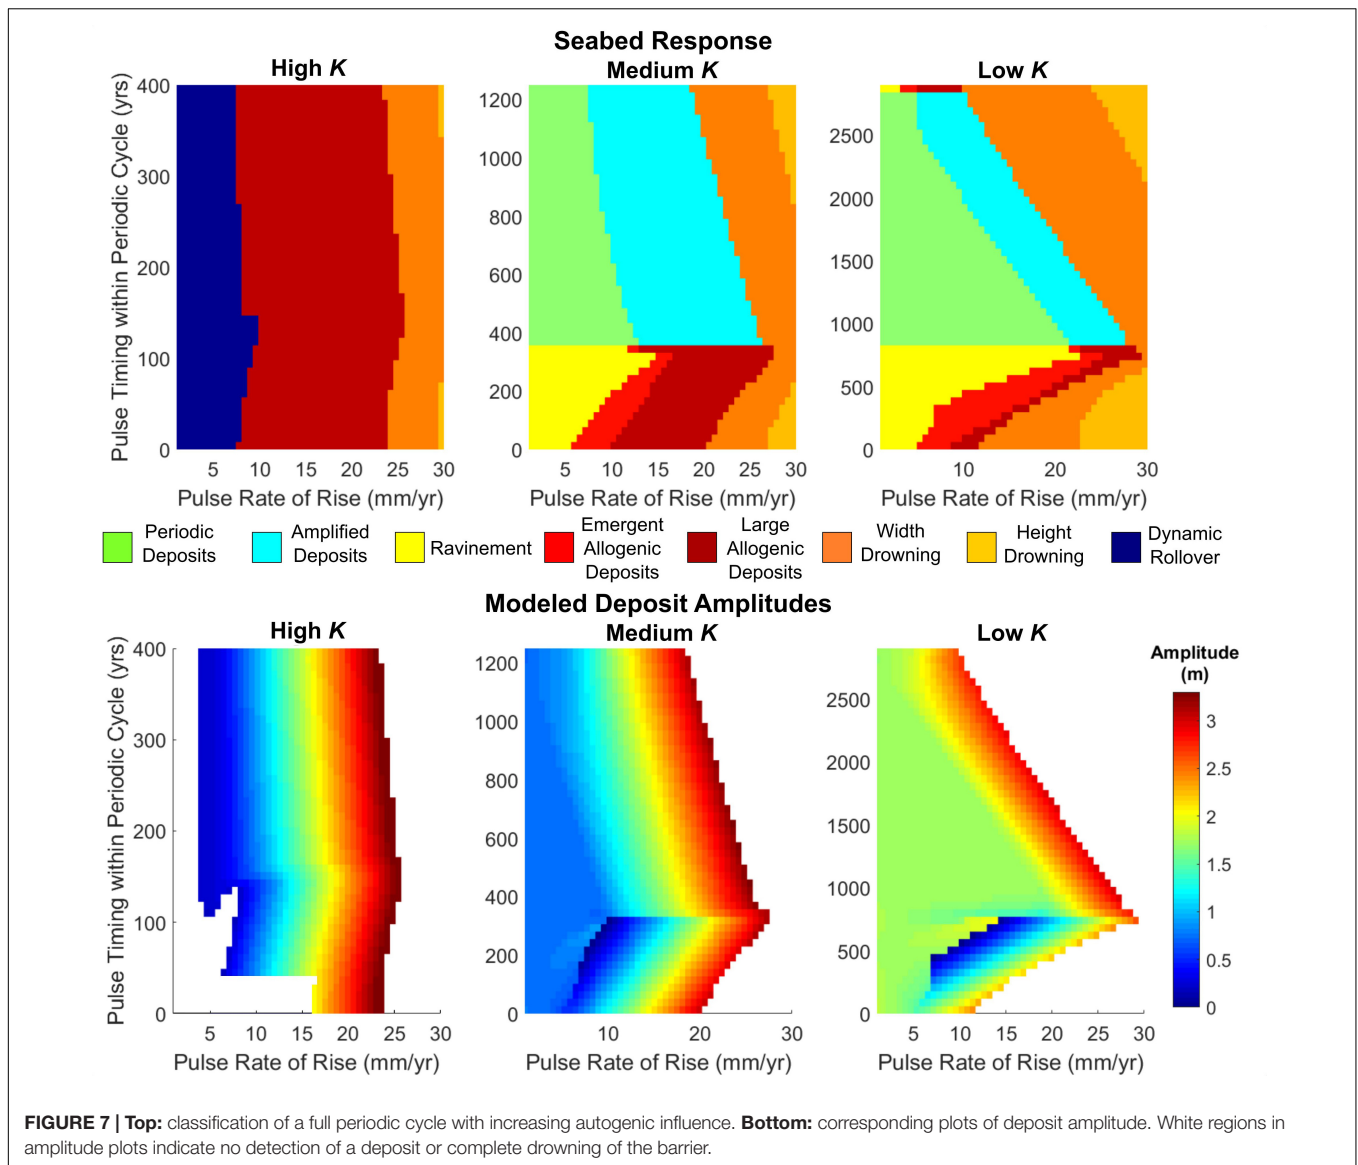 Seabed Response
High K
Medium K
Low K
Pulse Timing within Periodic Cycle (yrs)
400
300
200
100
0
5
10
15
20
25
30
Pulse Rate of Rise (mm/yr)
1200
1000
800
600
400
200
0
5
10
15
20
25
30
Pulse Rate of Rise (mm/yr)
2500
2000
1500
1000
500
0
10
20
30
Pulse Rate of Rise (mm/yr)
Periodic
Deposits
Amplified
Deposits
Ravinement
Emergent
Allogenic
Deposits
Large
Allogenic
Deposits
Width
Drowning
Height
Drowning
Dynamic
Rollover
Modeled Deposit Amplitudes
High K
Medium K
Low K
Pulse Timing within Periodic Cycle (yrs)
400
300
200
100
0
5
10
15
20
25
30
Pulse Rate of Rise (mm/yr)
1200
1000
800
600
400
200
0
10
20
30
Pulse Rate of Rise (mm/yr)
2500
2000
1500
1000
500
0
5
10
15
20
25
30
Pulse Rate of Rise (mm/yr)
Amplitude
(m)
3
2.5
2
1.5
1
0.5
0
FIGURE 7 | Top: classification of a full periodic cycle with increasing autogenic influence. Bottom: corresponding plots of deposit amplitude. White regions in
amplitude plots indicate no detection of a deposit or complete drowning of the barrier.